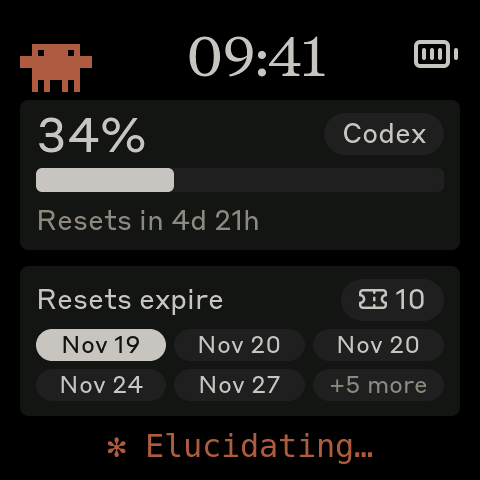 09:41
34% Codex
Resets in 4d 21h
Resets expire 10
Nov 19 Nov 20 Nov 20
Nov 24 Nov 27 +5 more
✻ Elucidating…